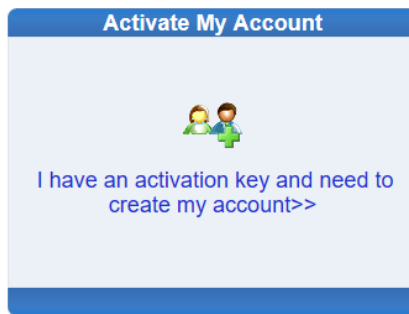 Activate My Account
I have an activation key and need to
create my account>>